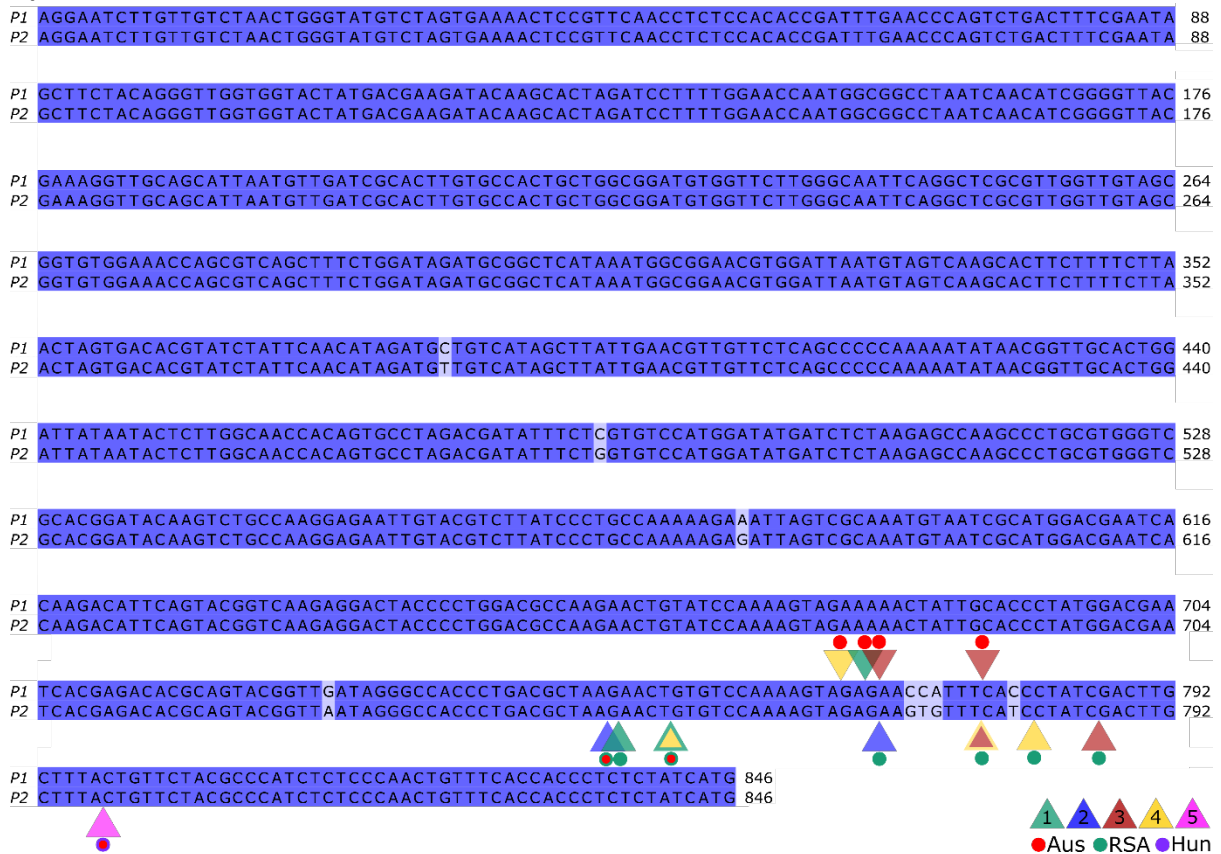 P1 AGGAATCTTGTTGTCTAACTGGGTATGTCTAGTGAAAACTCCGTTCAACCTCTCCACACCGATTTGAACCCAGTCTGACTTTCGAATA 88
P2 AGGAATCTTGTTGTCTAACTGGGTATGTCTAGTGAAAACTCCGTTCAACCTCTCCACACCGATTTGAACCCAGTCTGACTTTCGAATA 88
P1 GCTTCTACAGGGTTGGTGGTACTATGACGAAGATACAAGCACTAGATCCTTTTGGAACCAATGGCGGCCTAATCAACATCGGGGTTAC 176
P2 GCTTCTACAGGGTTGGTGGTACTATGACGAAGATACAAGCACTAGATCCTTTTGGAACCAATGGCGGCCTAATCAACATCGGGGTTAC 176
P1 GAAAGGTTGCAGCATTAATGTTGATCGCACTTGTGCCACTGCTGGCGGATGTGGTTCTTGGGCAATTCAGGCTCGCGTTGGTTGTAGC 264
P2 GAAAGGTTGCAGCATTAATGTTGATCGCACTTGTGCCACTGCTGGCGGATGTGGTTCTTGGGCAATTCAGGCTCGCGTTGGTTGTAGC 264
P1 GGTGTGGAAACCAGCGTCAGCTTTCTGGATAGATGCGGCTCATAAATGGCGGAACGTGGATTAATGTAGTCAAGCACTTCTTTTCTTA 352
P2 GGTGTGGAAACCAGCGTCAGCTTTCTGGATAGATGCGGCTCATAAATGGCGGAACGTGGATTAATGTAGTCAAGCACTTCTTTTCTTA 352
P1 ACTAGTGACACGTATCTATTCAACATAGATGCTGTCATAGCTTATTGAACGTTGTTCTCAGCCCCCAAAAATATAACGGTTGCACTGG 440
P2 ACTAGTGACACGTATCTATTCAACATAGATGTTGTCATAGCTTATTGAACGTTGTTCTCAGCCCCCAAAAATATAACGGTTGCACTGG 440
P1 ATTATAATACTCTTGGCAACCACAGTGCCTAGACGATATTTCTCGTGTCCATGGATATGATCTCTAAGAGCCAAGCCCTGCGTGGGTC 528
P2 ATTATAATACTCTTGGCAACCACAGTGCCTAGACGATATTTCTGGTGTCCATGGATATGATCTCTAAGAGCCAAGCCCTGCGTGGGTC 528
P1 GCACGGATACAAGTCTGCCAAGGAGAATTGTACGTCTTATCCCTGCCAAAAAGAAATTAGTCGCAAATGTAATCGCATGGACGAATCA 616
P2 GCACGGATACAAGTCTGCCAAGGAGAATTGTACGTCTTATCCCTGCCAAAAAGAGATTAGTCGCAAATGTAATCGCATGGACGAATCA 616
P1 CAAGACATTCAGTACGGTCAAGAGGACTACCCCTGGACGCCAAGAACTGTATCCAAAAGTAGAAAAACTATTGCACCCTATGGACGAA 704
P2 CAAGACATTCAGTACGGTCAAGAGGACTACCCCTGGACGCCAAGAACTGTATCCAAAAGTAGAAAAACTATTGCACCCTATGGACGAA 704
P1 TCACGAGACACGCAGTACGGTTGATAGGGCCACCCTGACGCTAAGAACTGTGTCCAAAAGTAGAGAACCATTTCACCCTATCGACTTG 792
P2 TCACGAGACACGCAGTACGGTTAATAGGGCCACCCTGACGCTAAGAACTGTGTCCAAAAGTAGAGAAGTGTTTCATCCTATCGACTTG 792
P1 CTTTACTGTTCTACGCCCATCTCTCCCAACTGTTTCACCACCCTCTCTATCATG 846
P2 CTTTACTGTTCTACGCCCATCTCTCCCAACTGTTTCACCACCCTCTCTATCATG 846
1 2 3 4 5
Aus RSA Hun